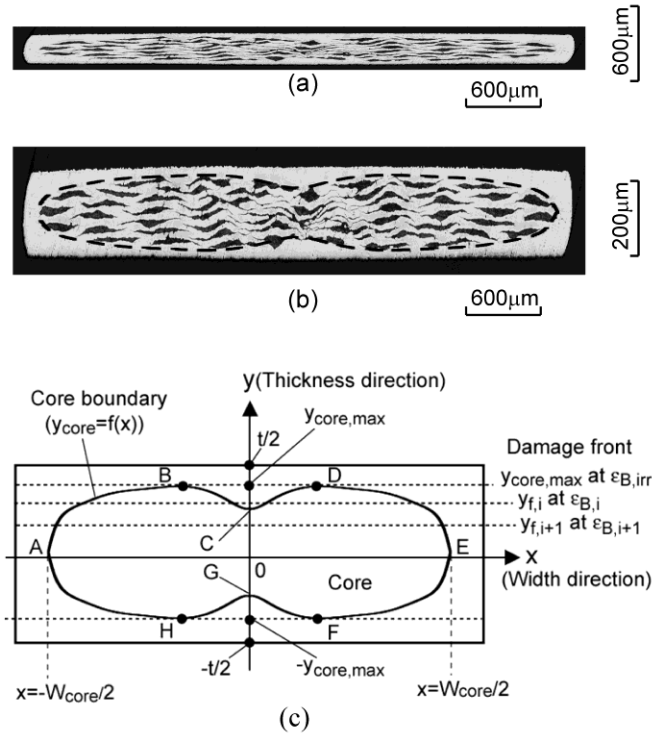 600μm
(a)
600μm
200μm
(b)
600μm
y(Thickness direction)
Core boundary
(ycore=f(x))
ycore,max
t/2
Damage front
B
D
ycore,max at εB,irr
yf,i at εB,i
yf,i+1 at εB,i+1
A
C
E
x
G
0
(Width direction)
Core
H
F
-t/2
-ycore,max
x=-Wcore/2
x=Wcore/2
(c)